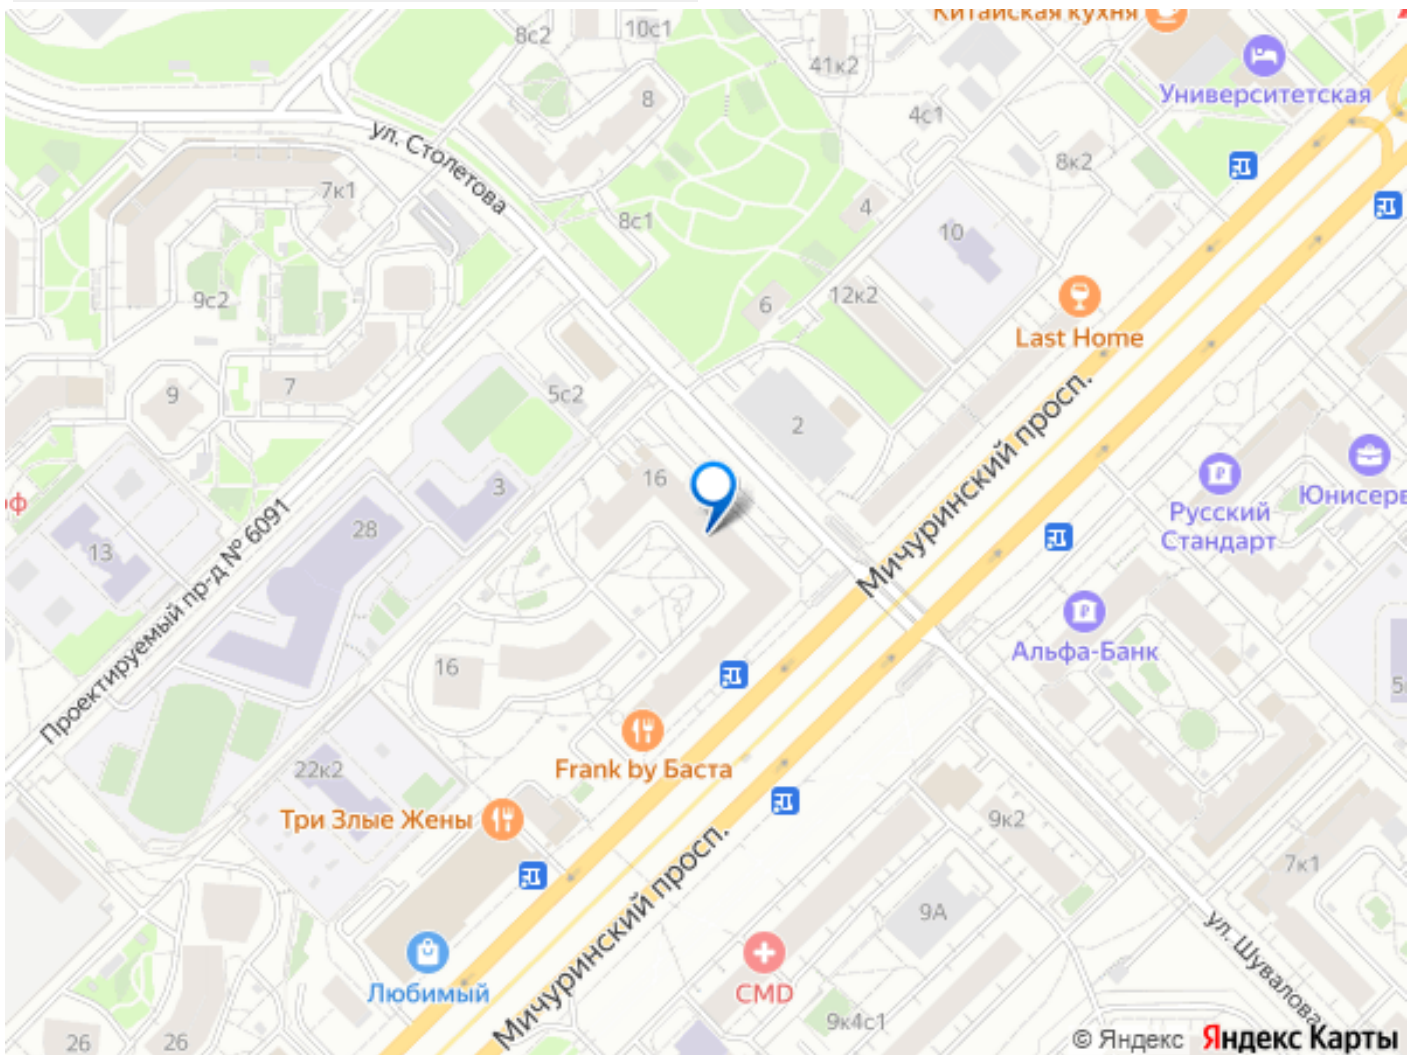 Китайская кухня
8с2
10с1
41к2
Университетская
8
4с1
ул. Столетова
8к2
7к1
4
8с1
10
9с2
6
12к2
Last Home
9
7
5с2
2
Мичуринский просп.
16
3
Русский
Стандарт
Юнисерв
ф
28
13
Проектируемый пр-д № 6091
Альфа-Банк
16
5
Frank by Баста
22к2
Три Злые Жены
9к2
Мичуринский просп.
7к1
9А
ул. Шувалова
Любимый
CMD
9к4с1
26
26
© Яндекс Яндекс Карты